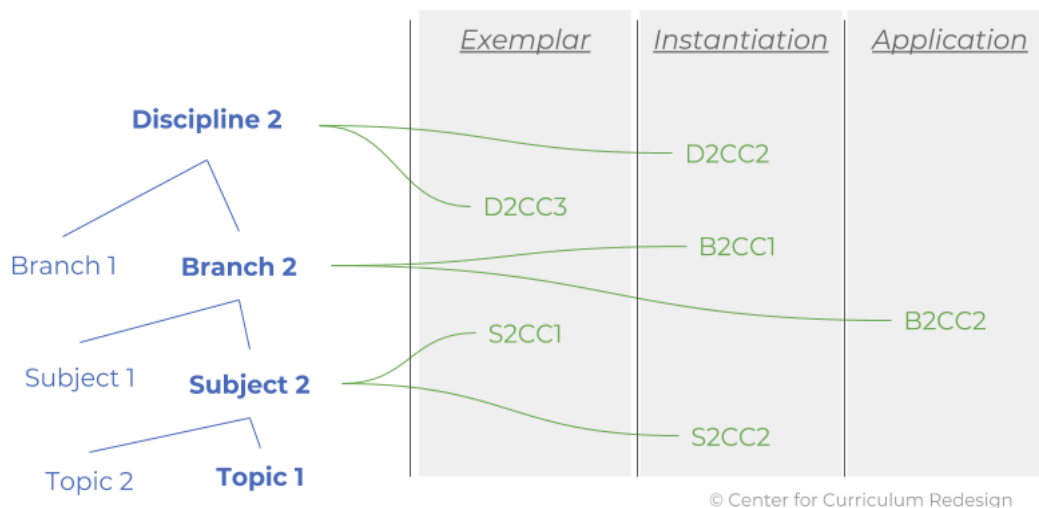 Exemplar Instantiation Application
Discipline 2
D2CC2
D2CC3
B2CC1
Branch 1 Branch 2
B2CC2
S2CC1
Subject 1 Subject 2
S2CC2
Topic 2 Topic 1
© Center for Curriculum Redesign